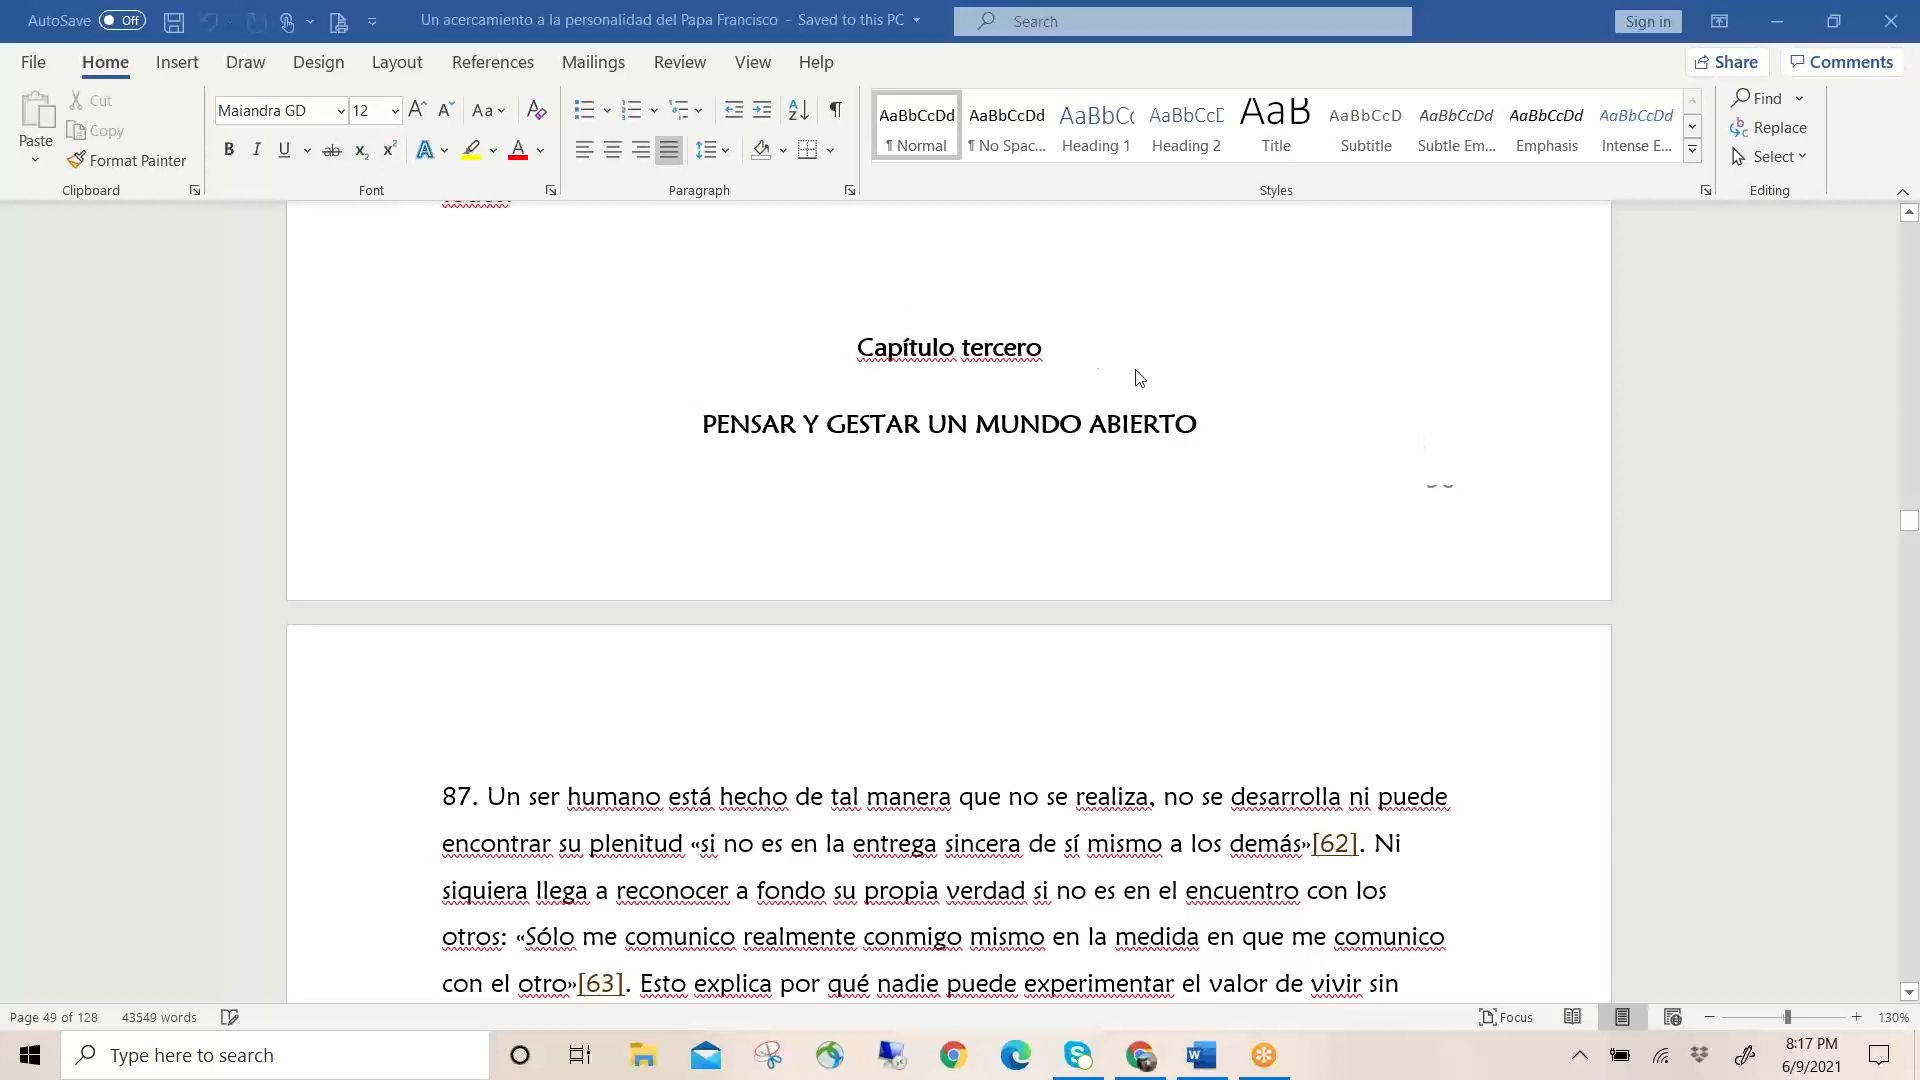 AutoSave Off Un acercamiento a la personalidad del Papa Francisco - Saved to this PC Search Sign in
File Home Insert Draw Design Layout References Mailings Review View Help Share Comments
Cut
Copy
Paste
Format Painter
Clipboard
Maiandra GD 12
Font
Paragraph
AaBbCcDd AaBbCcDd AaBbCc AaBbCcD AaB AaBbCcD AaBbCcDd AaBbCcDd AaBbCcDd
¶ Normal ¶ No Spac... Heading 1 Heading 2 Title Subtitle Subtle Em... Emphasis Intense E...
Styles
Find
Replace
Select
Editing
Capítulo tercero
PENSAR Y GESTAR UN MUNDO ABIERTO
87. Un ser humano está hecho de tal manera que no se realiza, no se desarrolla ni puede
encontrar su plenitud «si no es en la entrega sincera de sí mismo a los demás»[62]. Ni
siquiera llega a reconocer a fondo su propia verdad si no es en el encuentro con los
otros: «Sólo me comunico realmente conmigo mismo en la medida en que me comunico
con el otro»[63]. Esto explica por qué nadie puede experimentar el valor de vivir sin
Page 49 of 128 43549 words Focus 130%
Type here to search
8:17 PM
6/9/2021